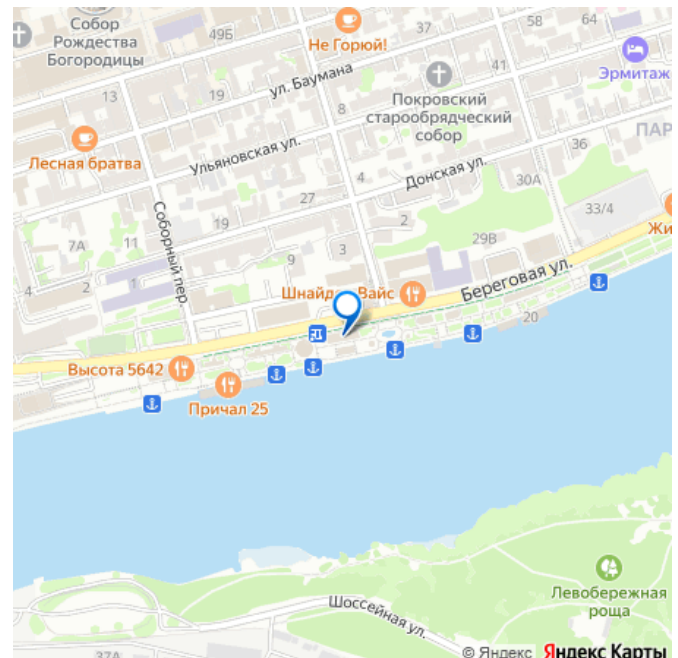 Собор
Рождества
Богородицы
49Б
Не Горюй!
37
58
64
Эрмитаж
13
19
ул. Баумана
8
41
Покровский
старообрядческий
собор
Лесная братва
Ульяновская ул.
ПАР
36
4
Донская ул.
30А
27
33/4
Соборный пер.
7А
11
19
2
29В
Жи
9
3
4
2
1
Шнайдер Вайс
Береговая ул.
20
Высота 5642
Причал 25
Левобережная
роща
Шоссейная ул.
37А
© Яндекс Яндекс Карты